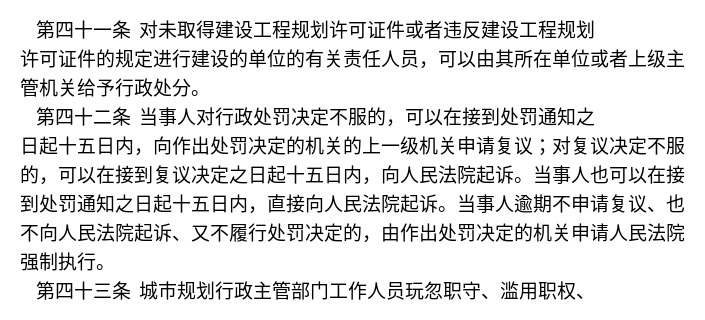 第四十一条 对未取得建设工程规划许可证件或者违反建设工程规划
许可证件的规定进行建设的单位的有关责任人员，可以由其所在单位或者上级主
管机关给予行政处分。
第四十二条 当事人对行政处罚决定不服的，可以在接到处罚通知之
日起十五日内，向作出处罚决定的机关的上一级机关申请复议；对复议决定不服
的，可以在接到复议决定之日起十五日内，向人民法院起诉。当事人也可以在接
到处罚通知之日起十五日内，直接向人民法院起诉。当事人逾期不申请复议、也
不向人民法院起诉、又不履行处罚决定的，由作出处罚决定的机关申请人民法院
强制执行。
第四十三条 城市规划行政主管部门工作人员玩忽职守、滥用职权、